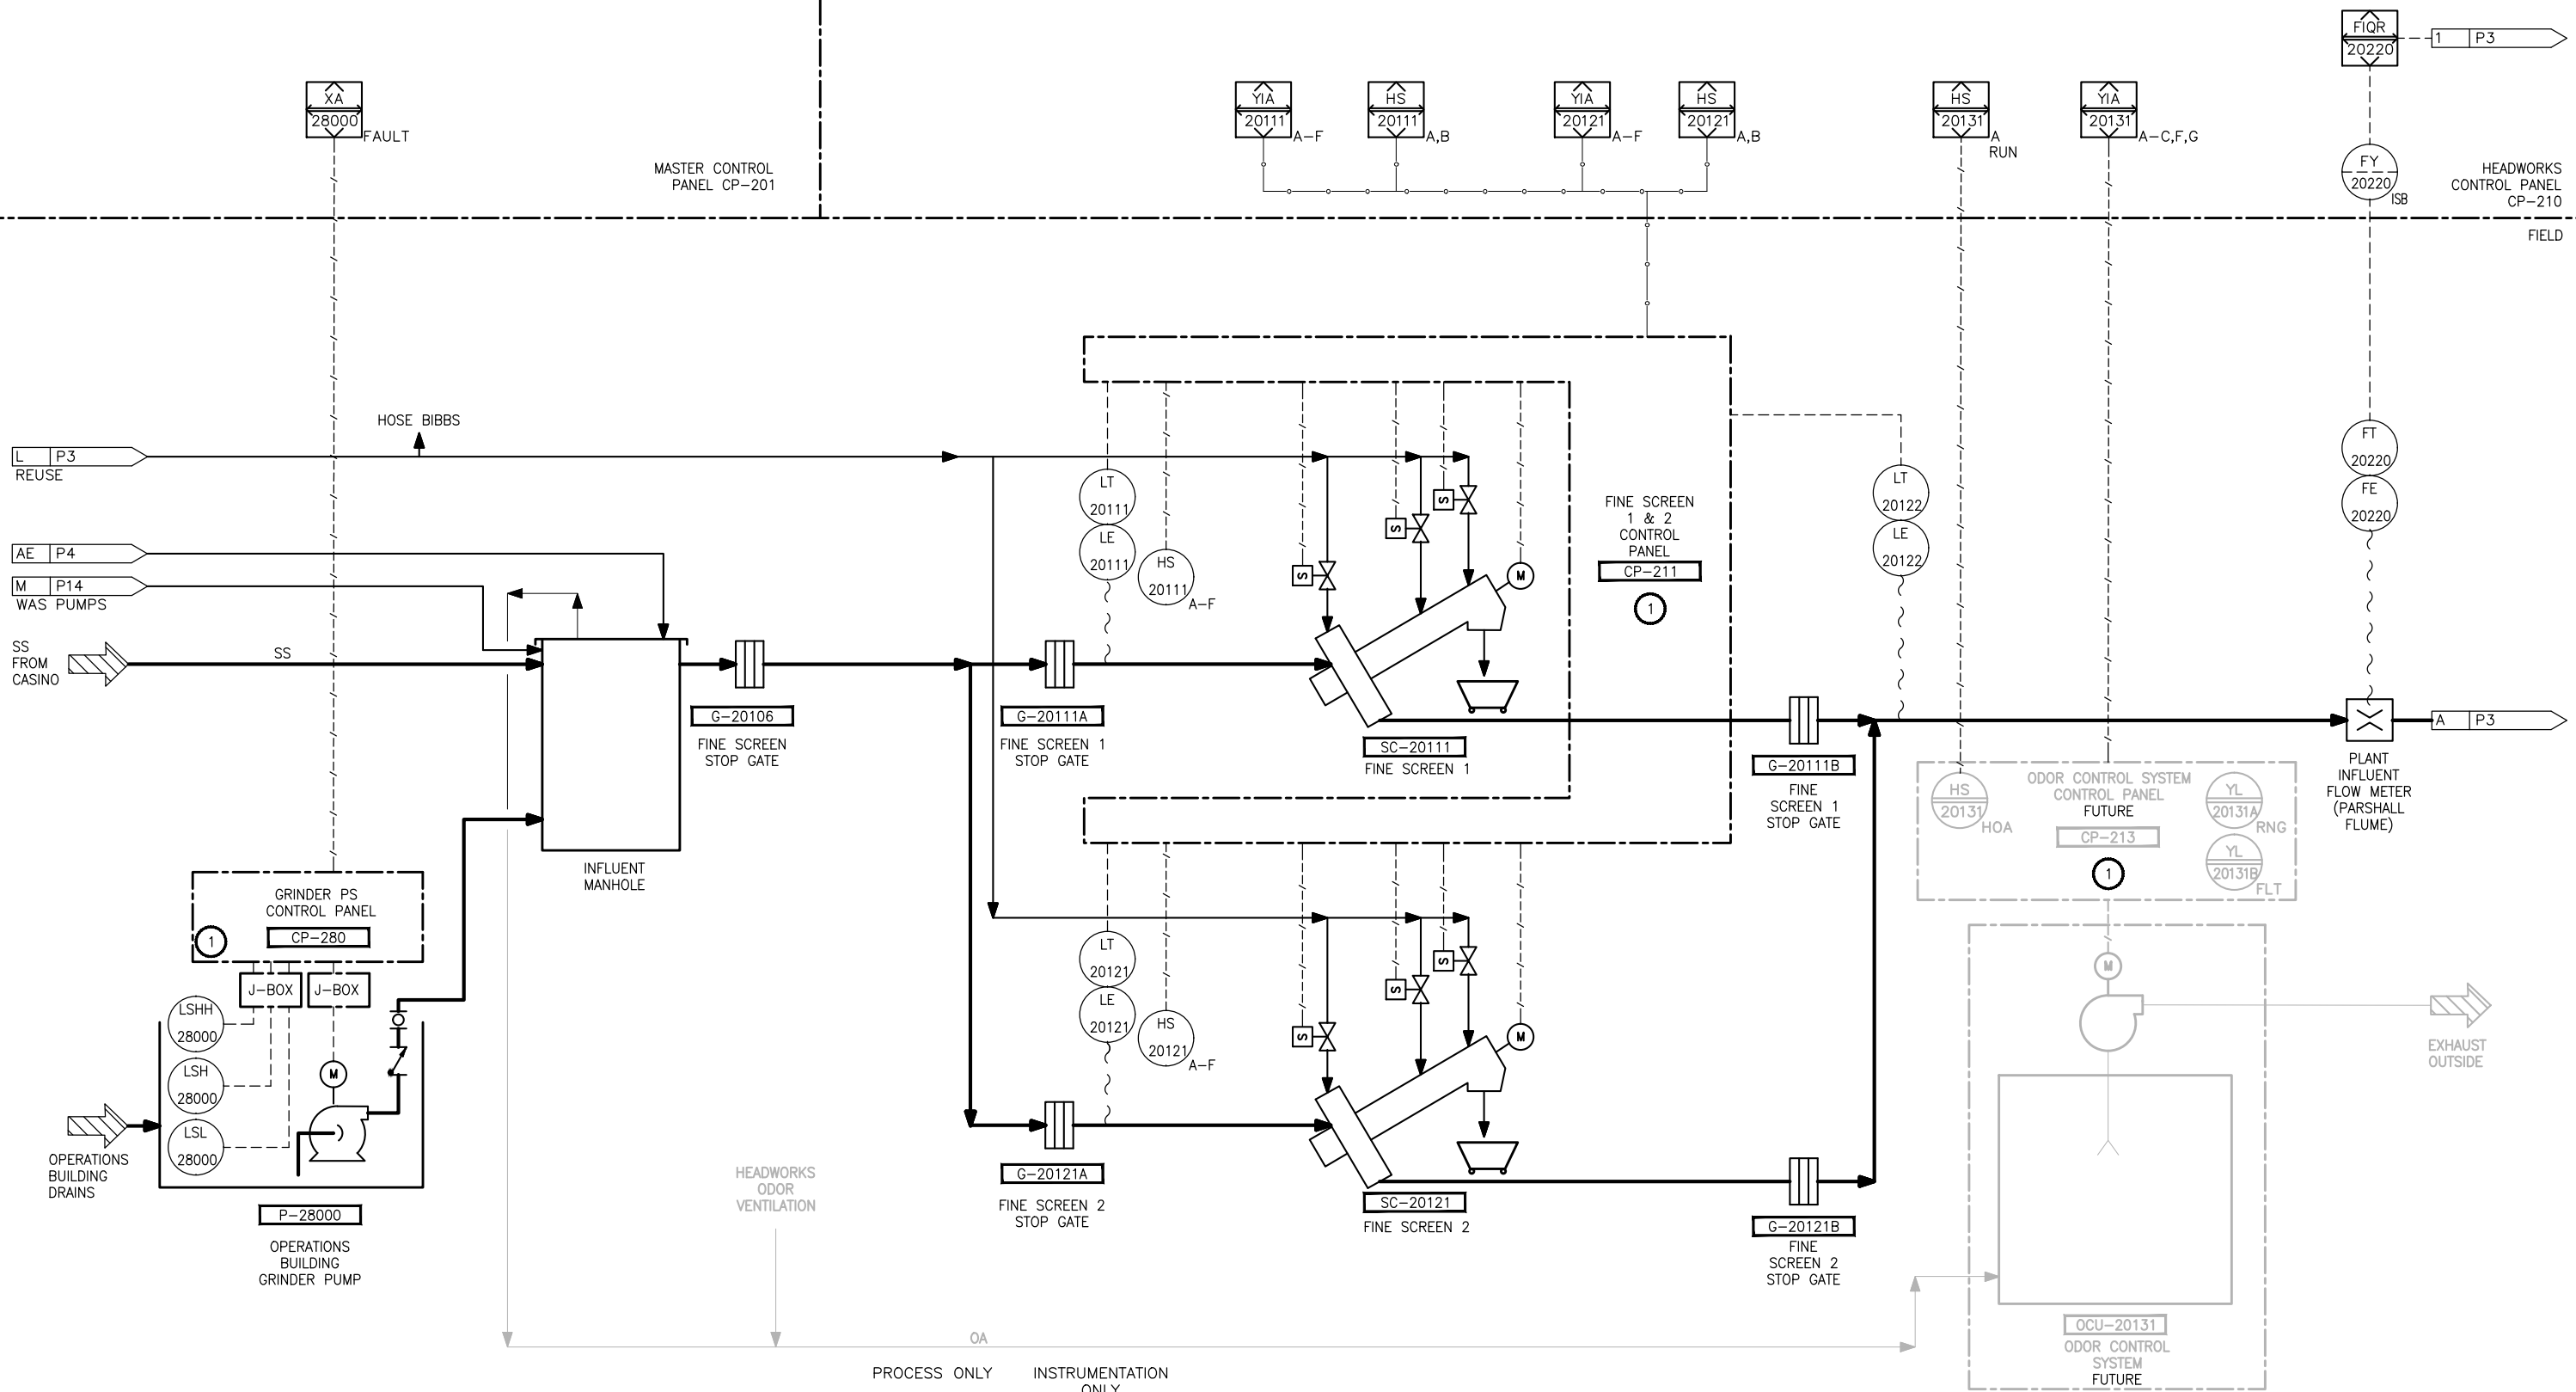 FIQR
20220
1 P3
XA
28000
FAULT
YIA
20111
A-F
HS
20111
A,B
YIA
20121
A-F
HS
20121
A,B
HS
20131
A
RUN
YIA
20131
A-C,F,G
FY
20220
ISB
MASTER CONTROL
PANEL CP-201
HEADWORKS
CONTROL PANEL
CP-210
FIELD
HOSE BIBBS
L P3
REUSE
AE P4
M P14
WAS PUMPS
SS
FROM
CASINO
SS
INFLUENT
MANHOLE
G-20106
FINE SCREEN
STOP GATE
G-20111A
FINE SCREEN 1
STOP GATE
LT
20111
LE
20111
HS
20111
A-F
S
S
S
M
SC-20111
FINE SCREEN 1
FINE SCREEN
1 & 2
CONTROL
PANEL
CP-211
1
G-20111B
FINE
SCREEN 1
STOP GATE
LT
20122
LE
20122
FT
20220
FE
20220
A P3
PLANT
INFLUENT
FLOW METER
(PARSHALL
FLUME)
HS
20131
HOA
ODOR CONTROL SYSTEM
CONTROL PANEL
FUTURE
CP-213
1
YL
20131A
RNG
YL
20131B
FLT
GRINDER PS
CONTROL PANEL
CP-280
1
J-BOX
J-BOX
LSHH
28000
LSH
28000
LSL
28000
M
OPERATIONS
BUILDING
DRAINS
P-28000
OPERATIONS
BUILDING
GRINDER PUMP
HEADWORKS
ODOR
VENTILATION
LT
20121
LE
20121
HS
20121
A-F
S
S
S
M
G-20121A
FINE SCREEN 2
STOP GATE
SC-20121
FINE SCREEN 2
G-20121B
FINE
SCREEN 2
STOP GATE
M
EXHAUST
OUTSIDE
OCU-20131
ODOR CONTROL
SYSTEM
FUTURE
OA
PROCESS ONLY
INSTRUMENTATION
ONLY